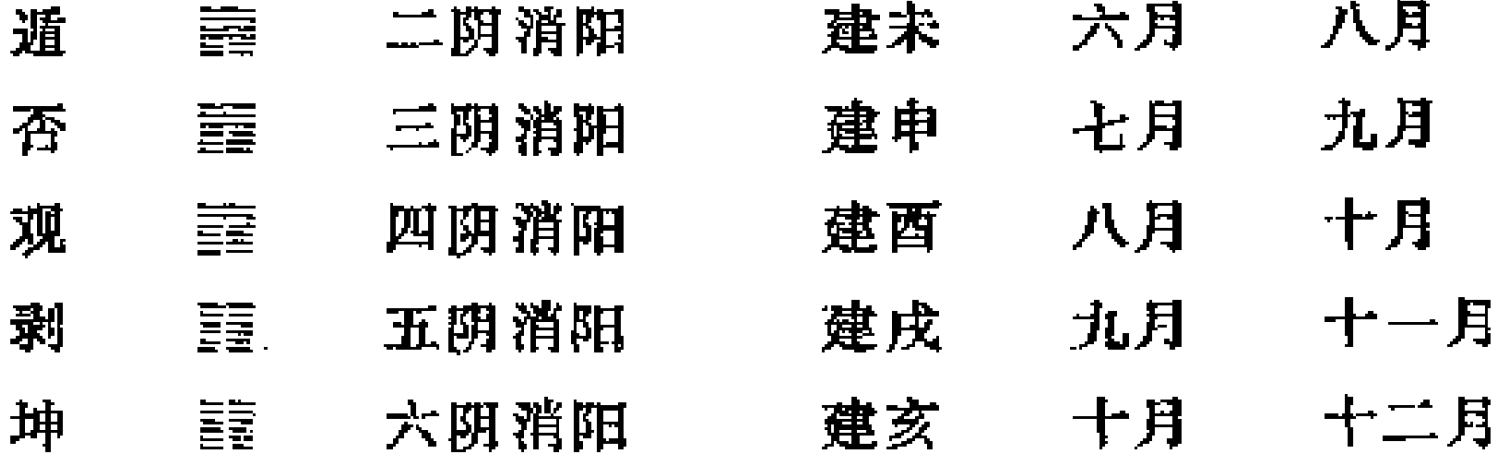 遁 ䷠ 二阴消阳 建未 六月 八月
否 ䷋ 三阴消阳 建申 七月 九月
观 ䷓ 四阴消阳 建酉 八月 十月
剥 ䷖ 五阴消阳 建戌 九月 十一月
坤 ䷁ 六阴消阳 建亥 十月 十二月